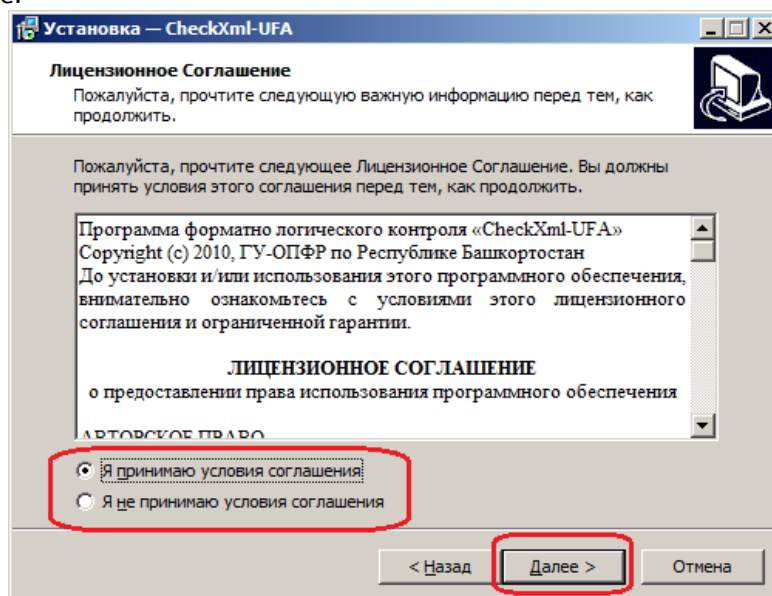 е.
Установка — CheckXml-UFA
Лицензионное Соглашение
Пожалуйста, прочтите следующую важную информацию перед тем, как
продолжить.
Пожалуйста, прочтите следующее Лицензионное Соглашение. Вы должны
принять условия этого соглашения перед тем, как продолжить.
Программа форматно логического контроля «CheckXml-UFA»
Copyright (c) 2010, ГУ-ОПФР по Республике Башкортостан
До установки и/или использования этого программного обеспечения,
внимательно ознакомьтесь с условиями этого лицензионного
соглашения и ограниченной гарантии.
ЛИЦЕНЗИОННОЕ СОГЛАШЕНИЕ
о предоставлении права использования программного обеспечения
АВТОРСКОЕ ПРАВО
Я принимаю условия соглашения
Я не принимаю условия соглашения
< Назад Далее > Отмена